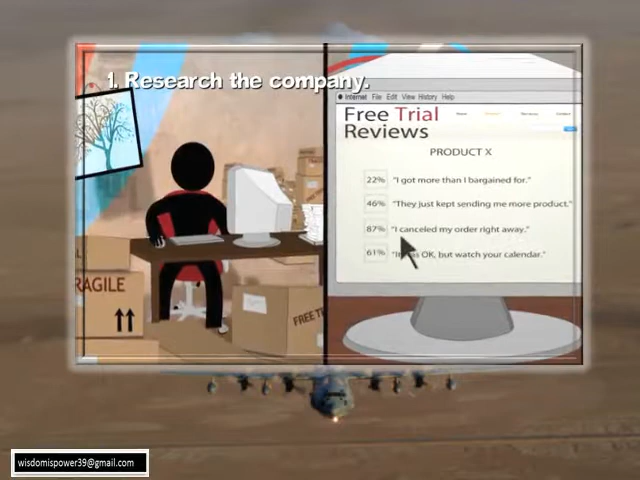 1. Research the company.
Internet File Edit View History Help
Free Trial
Reviews
PRODUCT X
22% "I got more than I bargained for."
46% "They just kept sending me more product."
87% "I canceled my order right away."
61% OK, but watch your calendar."
AGILE
FREE
wisdomispower39@gmail.com